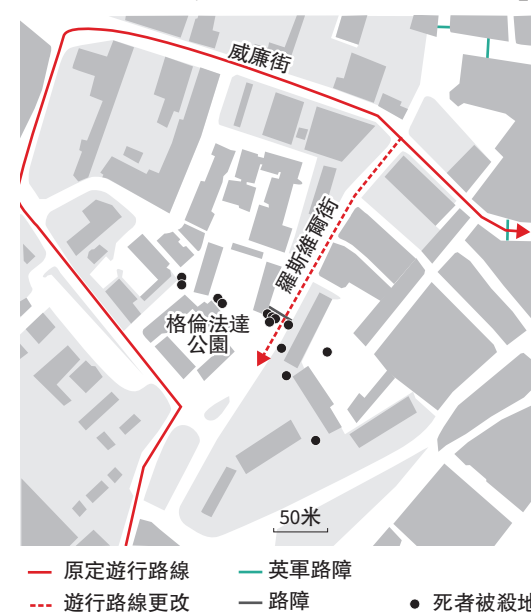 威廉街
羅斯維爾街
格倫法達
公園
50米
原定遊行路線
英軍路障
遊行路線更改
路障
死者被殺地